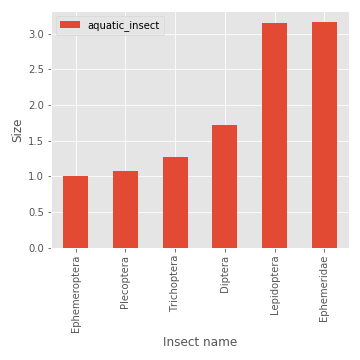 aquatic_insect
3.0
2.5
2.0
1.5
1.0
0.5
0.0
Size
Ephemeroptera
Plecoptera
Trichoptera
Diptera
Lepidoptera
Ephemeridae
Insect name